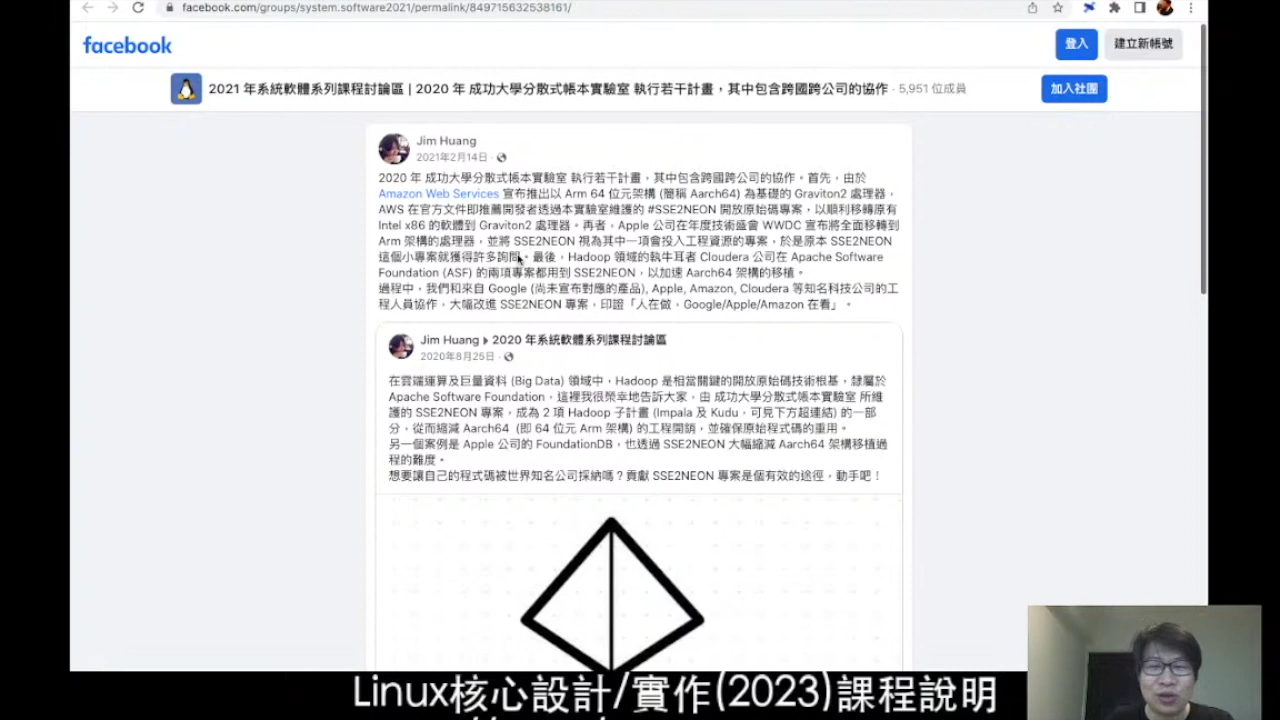 facebook.com/groups/system.software2021/permalink/849715632538161/
facebook
登入
建立新帳號
2021 年系統軟體系列課程討論區 | 2020 年 成功大學分散式帳本實驗室 執行若干計畫，其中包含跨國跨公司的協作 · 5,951 位成員
加入社團
Jim Huang
2021年2月14日 ·
2020 年 成功大學分散式帳本實驗室 執行若干計畫，其中包含跨國跨公司的協作。首先，由於
Amazon Web Services 宣布推出以 Arm 64 位元架構 (簡稱 Aarch64) 為基礎的 Graviton2 處理器，
AWS 在官方文件即推薦開發者透過本實驗室維護的 #SSE2NEON 開放原始碼專案，以順利移轉原有
Intel x86 的軟體到 Graviton2 處理器。再者，Apple 公司在年度技術盛會 WWDC 宣布將全面移轉到
Arm 架構的處理器，並將 SSE2NEON 視為其中一項會投入工程資源的專案，於是原本 SSE2NEON
這個小專案就獲得許多詢問。最後，Hadoop 領域的執牛耳者 Cloudera 公司在 Apache Software
Foundation (ASF) 的兩項專案都用到 SSE2NEON，以加速 Aarch64 架構的移植。
過程中，我們和來自 Google (尚未宣布對應的產品), Apple, Amazon, Cloudera 等知名科技公司的工
程人員協作，大幅改進 SSE2NEON 專案，印證「人在做，Google/Apple/Amazon 在看」。
Jim Huang ▸ 2020 年系統軟體系列課程討論區
2020年8月25日 ·
在雲端運算及巨量資料 (Big Data) 領域中，Hadoop 是相當關鍵的開放原始碼技術根基，隸屬於
Apache Software Foundation，這裡我很榮幸地告訴大家，由 成功大學分散式帳本實驗室 所維
護的 SSE2NEON 專案，成為 2 項 Hadoop 子計畫 (Impala 及 Kudu，可見下方超連結) 的一部
分，從而縮減 Aarch64 (即 64 位元 Arm 架構) 的工程開銷，並確保原始程式碼的重用。
另一個案例是 Apple 公司的 FoundationDB，也透過 SSE2NEON 大幅縮減 Aarch64 架構移植過
程的難度。
想要讓自己的程式碼被世界知名公司採納嗎？貢獻 SSE2NEON 專案是個有效的途徑，動手吧！
Linux核心設計/實作(2023)課程說明